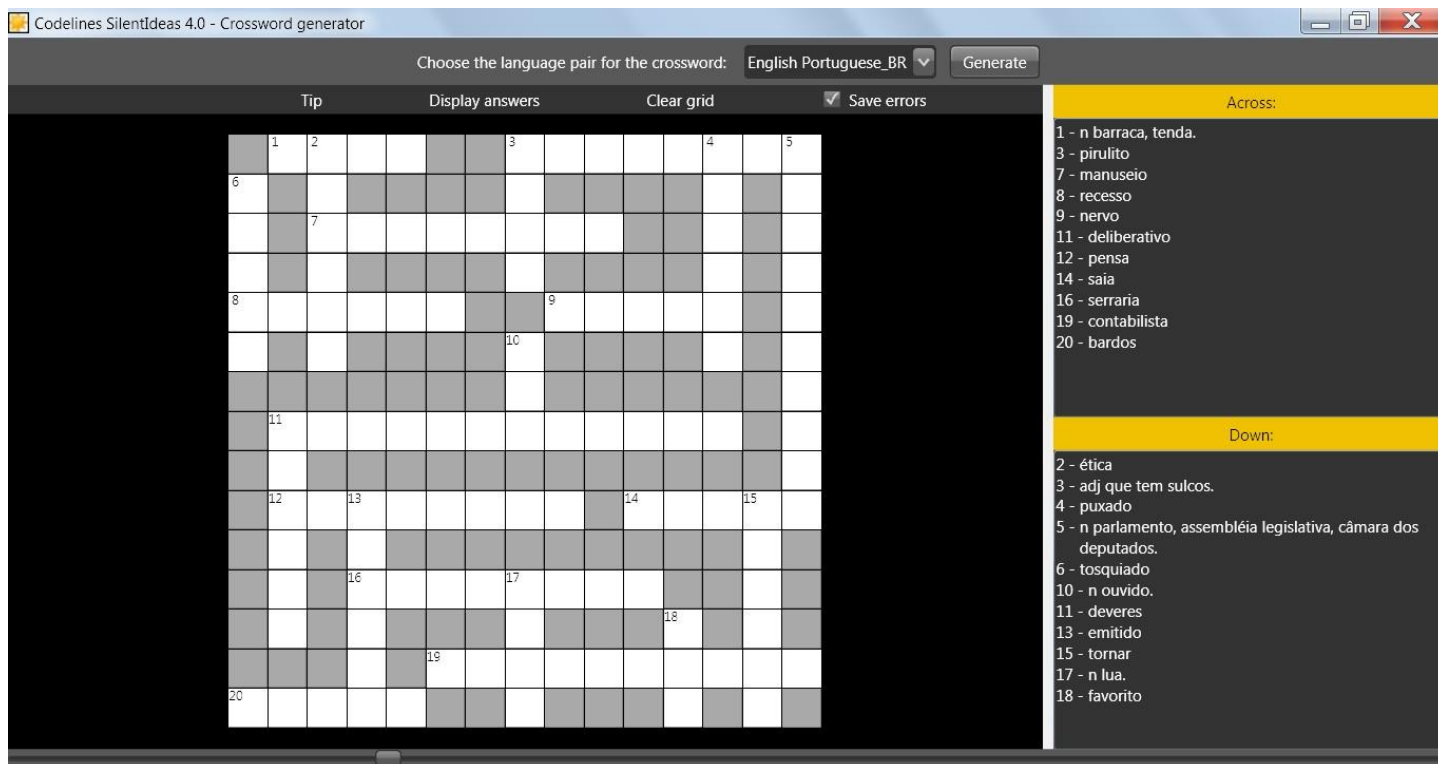 Codelines SilentIdeas 4.0 - Crossword generator
Choose the language pair for the crossword: English Portuguese_BR Generate
Tip Display answers Clear grid Save errors
Across:
1 - n barraca, tenda.
3 - pirulito
7 - manuseio
8 - recesso
9 - nervo
11 - deliberativo
12 - pensa
14 - saia
16 - serraria
19 - contabilista
20 - bardos
Down:
2 - ética
3 - adj que tem sulcos.
4 - puxado
5 - n parlamento, assembléia legislativa, câmara dos
deputados.
6 - tosquiado
10 - n ouvido.
11 - deveres
13 - emitido
15 - tornar
17 - n lua.
18 - favorito
1 2 3 4 5
6
7
8 9
10
11
12 13 14 15
16 17
18
19
20